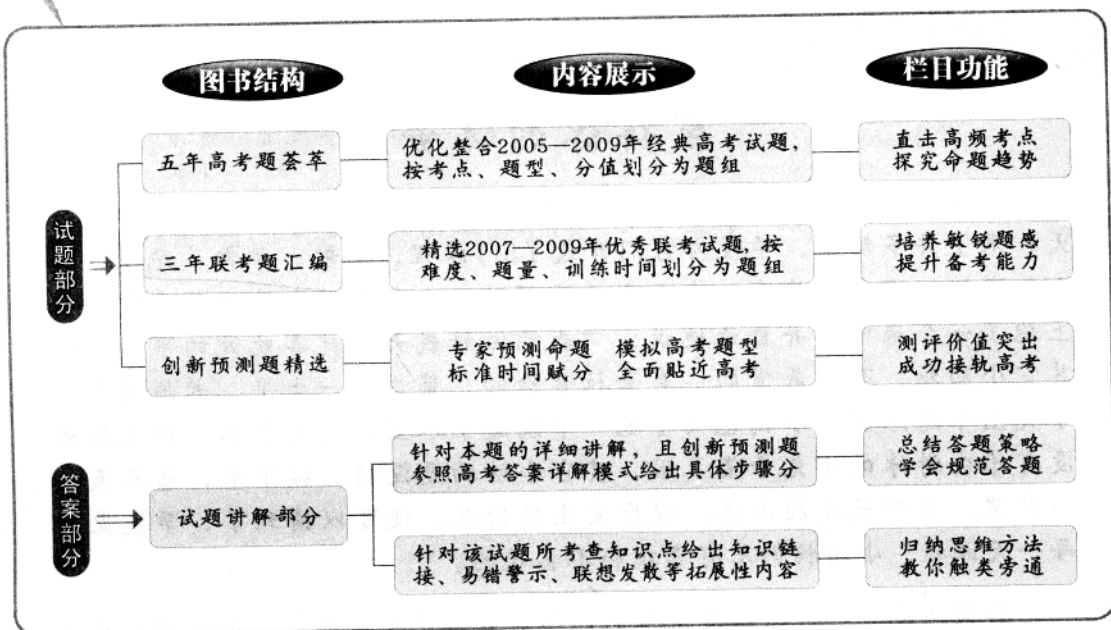 图书结构
内容展示
栏目功能
试题部分
五年高考题荟萃
优化整合2005—2009年经典高考试题,
按考点、题型、分值划分为题组
直击高频考点
探究命题趋势
三年联考题汇编
精选2007—2009年优秀联考试题,按
难度、题量、训练时间划分为题组
培养敏锐题感
提升备考能力
创新预测题精选
专家预测命题 模拟高考题型
标准时间赋分 全面贴近高考
测评价值突出
成功接轨高考
答案部分
试题讲解部分
针对本题的详细讲解，且创新预测题
参照高考答案详解模式给出具体步骤分
总结答题策略
学会规范答题
针对该试题所考查知识点给出知识链
接、易错警示、联想发散等拓展性内容
归纳思维方法
教你触类旁通